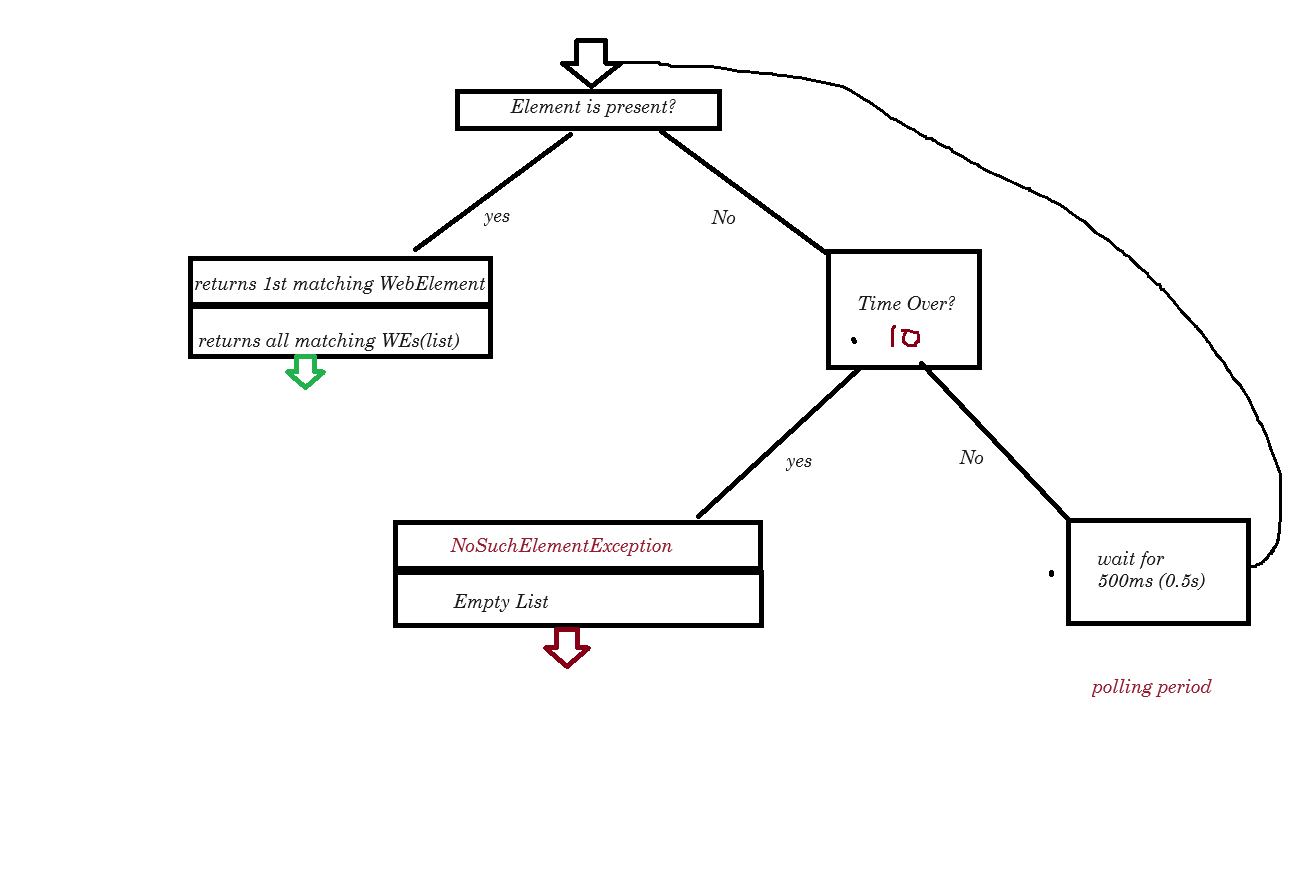 Element is present?
yes
No
returns 1st matching WebElement
returns all matching WEs(list)
Time Over?
10
yes
No
NoSuchElementException
Empty List
wait for
500ms (0.5s)
polling period